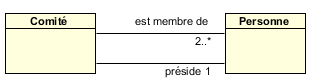 Comité
est membre de
Personne
2..*
préside 1